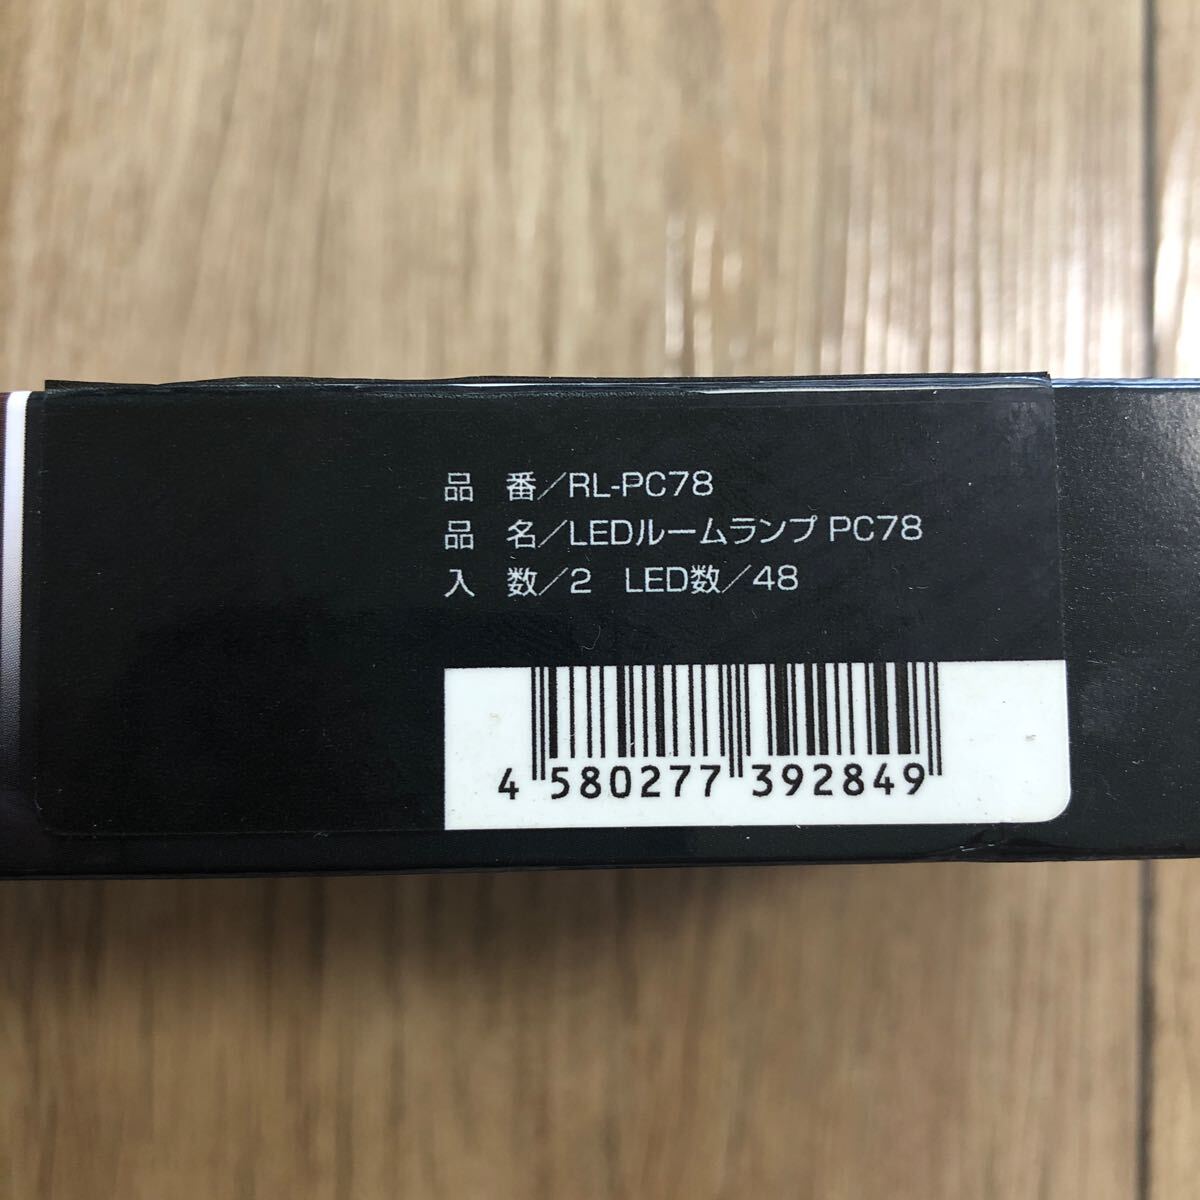 品　番／RL-PC78
品　名／LEDルームランプ PC78
入　数／2　LED数／48
4 580277 392849